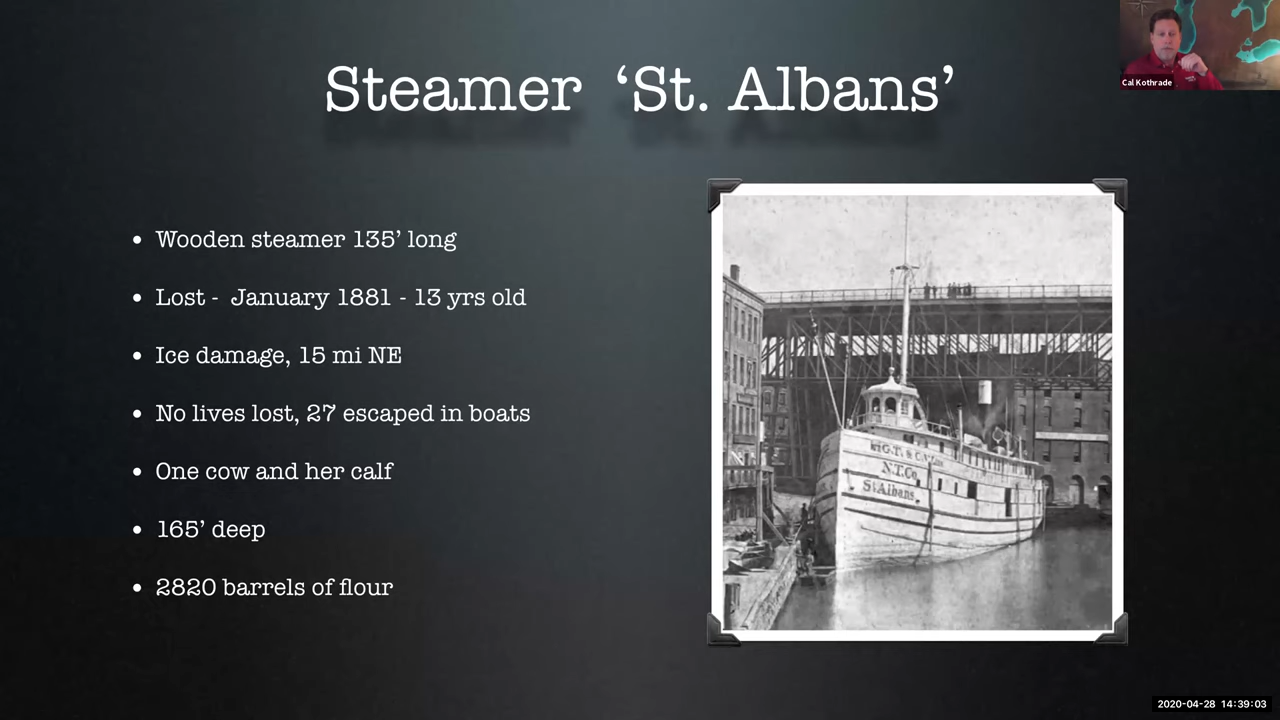 Steamer ‘St. Albans’
Cal Kothrade
• Wooden steamer 135’ long
• Lost - January 1881 - 13 yrs old
• Ice damage, 15 mi NE
• No lives lost, 27 escaped in boats
• One cow and her calf
• 165’ deep
• 2820 barrels of flour
N.T.Co.
St. Albans.
2020-04-28 14:39:03